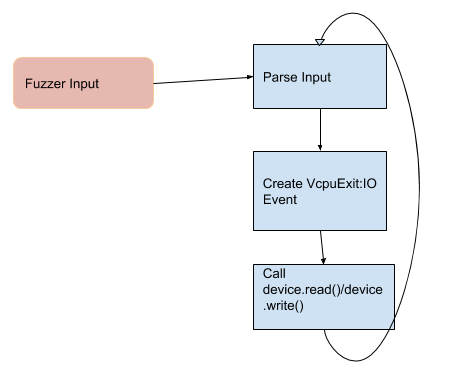 Fuzzer Input
Parse Input
Create VcpuExit:IO
Event
Call
device.read()/device
.write()